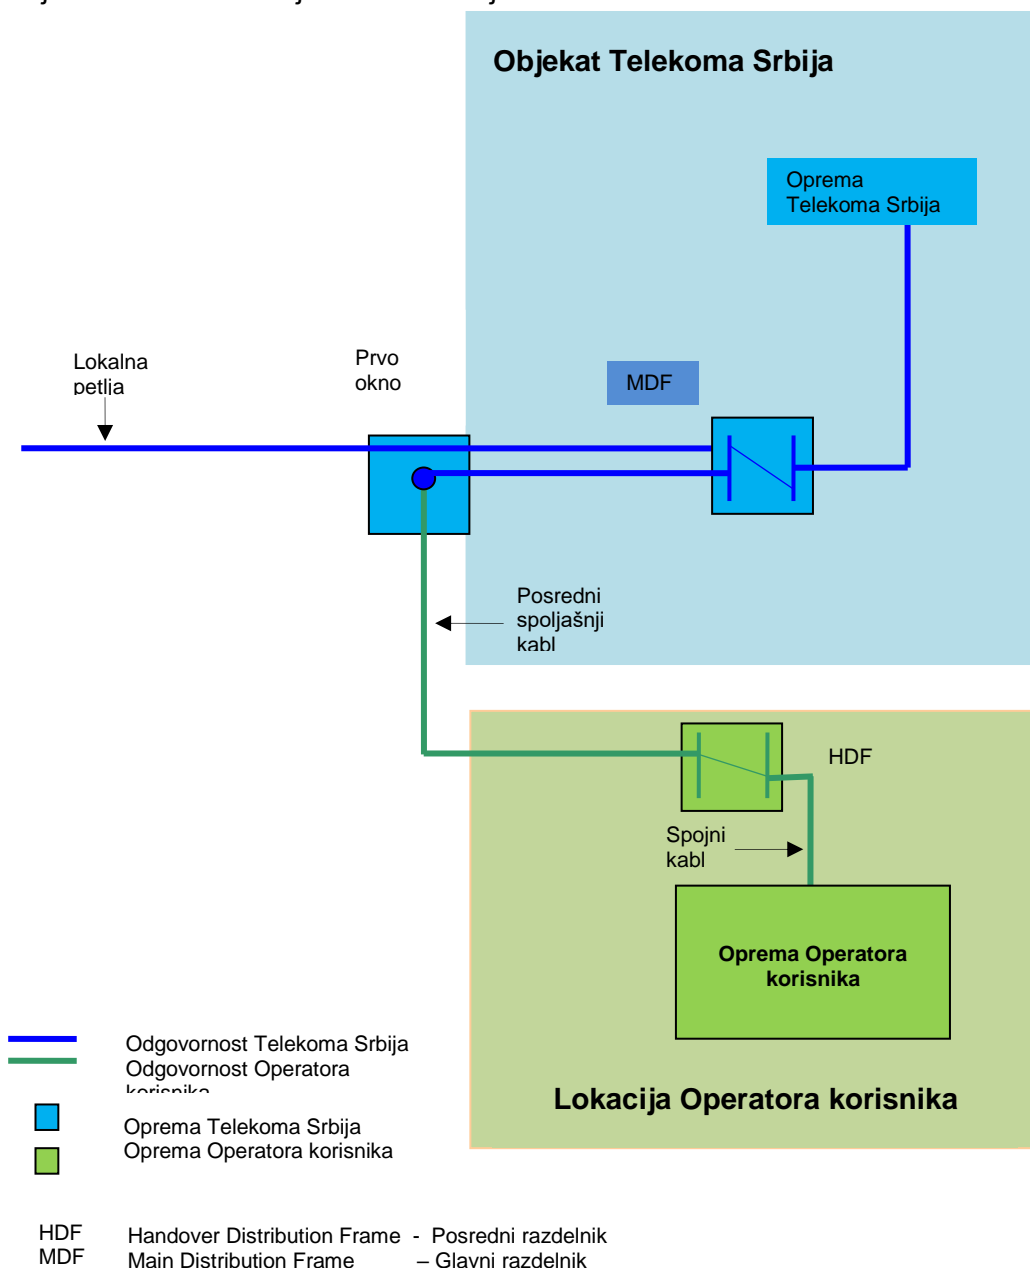 Objekat Telekoma Srbija
Oprema
Telekoma Srbija
Lokalna
petlja
Prvo
okno
MDF
Posredni
spoljašnji
kabl
HDF
Spojni
kabl
Oprema Operatora
korisnika
Lokacija Operatora korisnika
Odgovornost Telekoma Srbija
Odgovornost Operatora
korisnika
Oprema Telekoma Srbija
Oprema Operatora korisnika
HDF Handover Distribution Frame - Posredni razdelnik
MDF Main Distribution Frame – Glavni razdelnik